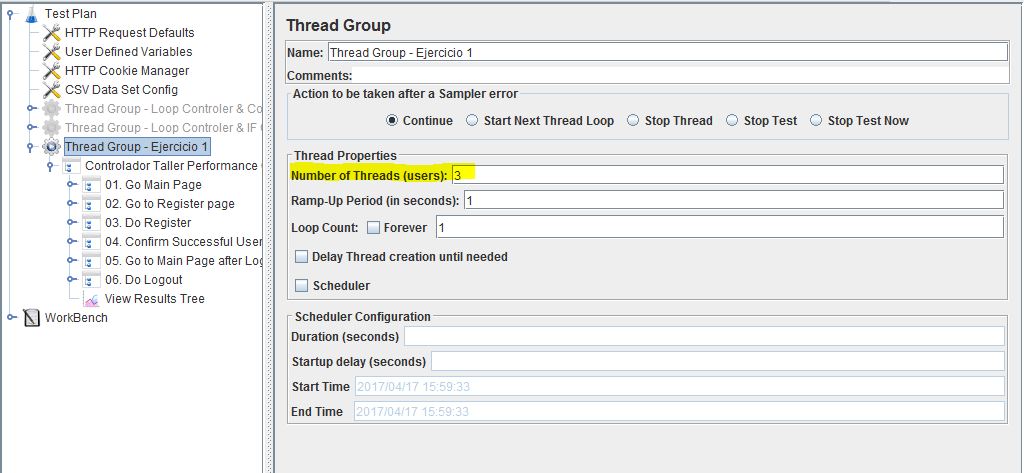 Test Plan
HTTP Request Defaults
User Defined Variables
HTTP Cookie Manager
CSV Data Set Config
Thread Group - Loop Controler & Co
Thread Group - Loop Controler & IF C
Thread Group - Ejercicio 1
Controlador Taller Performance
01. Go Main Page
02. Go to Register page
03. Do Register
04. Confirm Successful User
05. Go to Main Page after Log
06. Do Logout
View Results Tree
WorkBench
Thread Group
Name: Thread Group - Ejercicio 1
Comments:
Action to be taken after a Sampler error
Continue Start Next Thread Loop Stop Thread Stop Test Stop Test Now
Thread Properties
Number of Threads (users): 3
Ramp-Up Period (in seconds): 1
Loop Count: Forever 1
Delay Thread creation until needed
Scheduler
Scheduler Configuration
Duration (seconds)
Startup delay (seconds)
Start Time 2017/04/17 15:59:33
End Time 2017/04/17 15:59:33